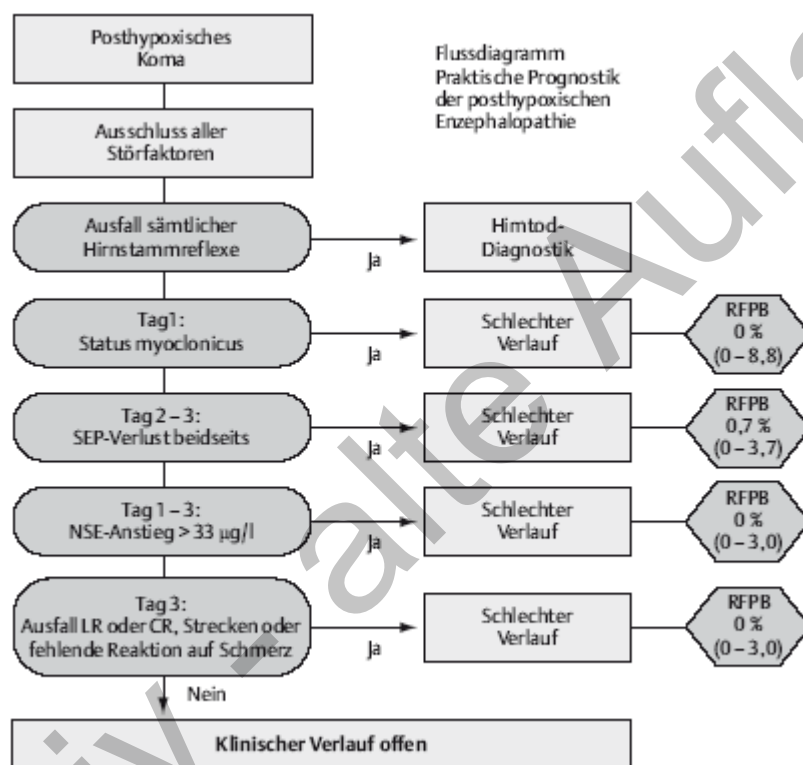 Posthypoxisches
Koma
Flussdiagramm
Praktische Prognostik
der posthypoxischen
Enzephalopathie
Ausschluss aller
Störfaktoren
Ausfall sämtlicher
Hirnstammreflexe
Ja
Hirntod-
Diagnostik
Tag1:
Status myoclonicus
Ja
Schlechter
Verlauf
RFPB
0 %
(0 – 8,8)
Tag 2 – 3:
SEP-Verlust beidseits
Ja
Schlechter
Verlauf
RFPB
0,7 %
(0 – 3,7)
Tag 1 – 3:
NSE-Anstieg > 33 µg/l
Ja
Schlechter
Verlauf
RFPB
0 %
(0 – 3,0)
Tag 3:
Ausfall LR oder CR, Strecken oder
fehlende Reaktion auf Schmerz
Ja
Schlechter
Verlauf
RFPB
0 %
(0 – 3,0)
Nein
Klinischer Verlauf offen
iv - alte Aufla